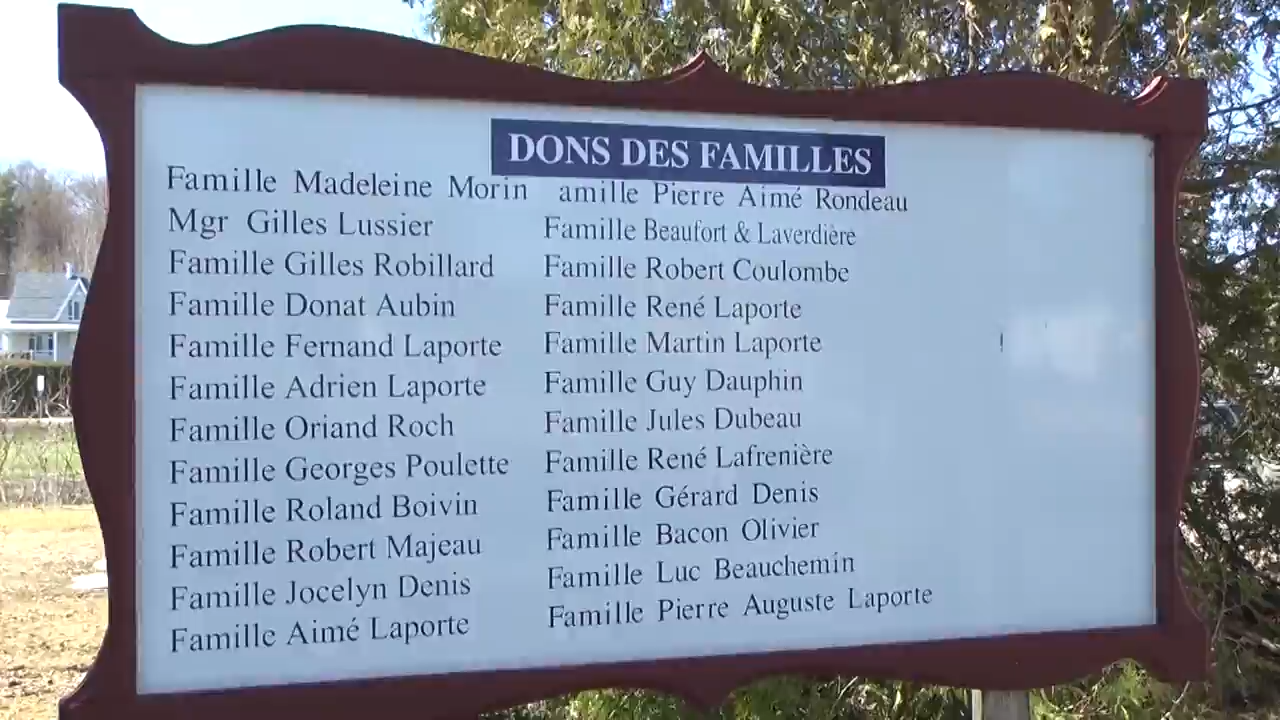 DONS DES FAMILLES
Famille Madeleine Morin
Mgr Gilles Lussier
Famille Gilles Robillard
Famille Donat Aubin
Famille Fernand Laporte
Famille Adrien Laporte
Famille Oriand Roch
Famille Georges Poulette
Famille Roland Boivin
Famille Robert Majeau
Famille Jocelyn Denis
Famille Aimé Laporte
amille Pierre Aimé Rondeau
Famille Beaufort & Laverdière
Famille Robert Coulombe
Famille René Laporte
Famille Martin Laporte
Famille Guy Dauphin
Famille Jules Dubeau
Famille René Lafrenière
Famille Gérard Denis
Famille Bacon Olivier
Famille Luc Beauchemin
Famille Pierre Auguste Laporte